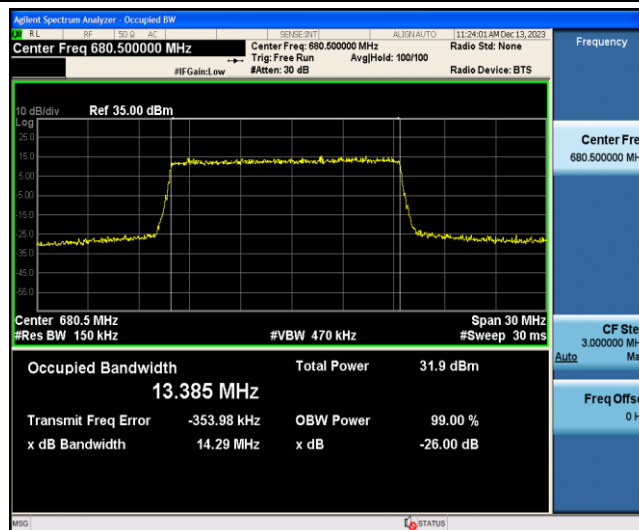 Agilent Spectrum Analyzer - Occupied BW
RL RF 50 Ω AC SENSE:INT ALIGN AUTO 11:24:01 AM Dec 13, 2023
Center Freq 680.500000 MHz Center Freq: 680.500000 MHz Radio Std: None
Trig: Free Run Avg|Hold: 100/100
#IFGain:Low #Atten: 30 dB Radio Device: BTS
Frequency
10 dB/div Ref 35.00 dBm
Log
25.0
15.0
5.00
-5.00
-15.0
-25.0
-35.0
-45.0
-55.0
Center 680.5 MHz Span 30 MHz
#Res BW 150 kHz #VBW 470 kHz #Sweep 30 ms
Occupied Bandwidth Total Power 31.9 dBm
13.385 MHz
Transmit Freq Error -353.98 kHz OBW Power 99.00 %
x dB Bandwidth 14.29 MHz x dB -26.00 dB
Center Fre
680.500000 MH
CF Ste
3.000000 MH
Auto Ma
Freq Offse
0 H
MSG STATUS